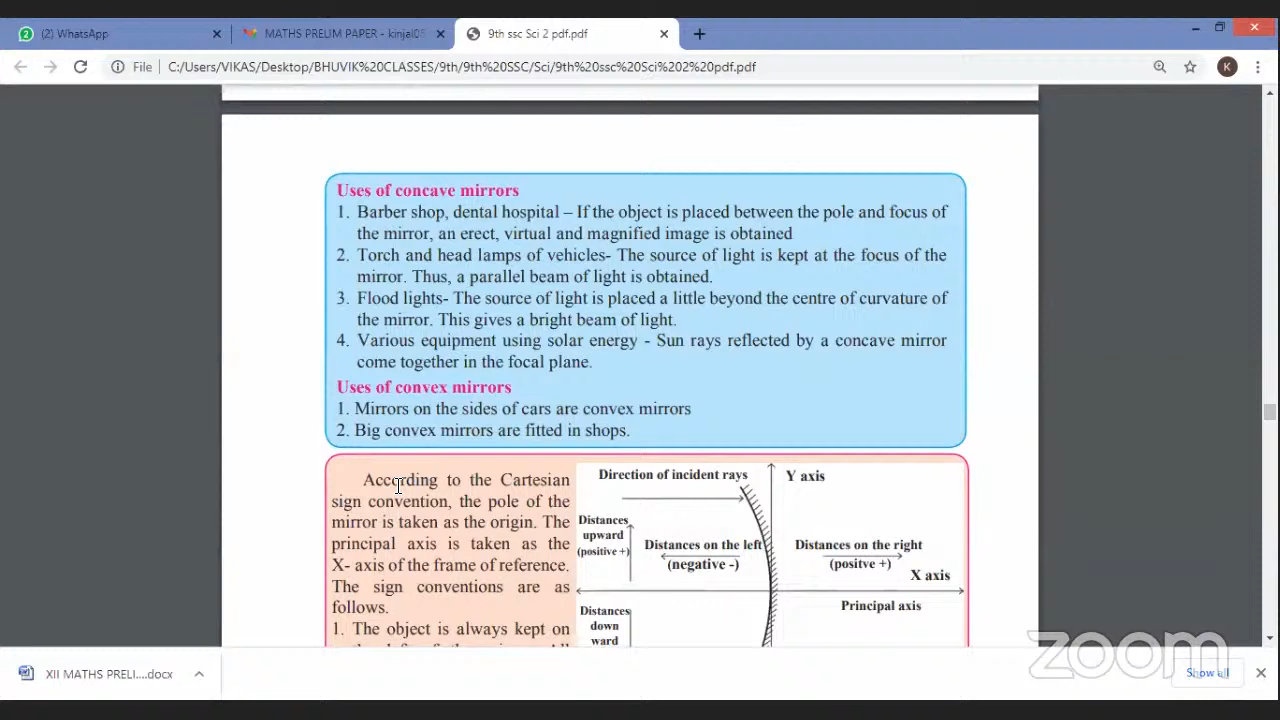 2 (2) WhatsApp
MATHS PRELIM PAPER - kinjal05
9th ssc Sci 2 pdf.pdf
File C:/Users/VIKAS/Desktop/BHUVIK%20CLASSES/9th/9th%20SSC/Sci/9th%20ssc%20Sci%202%20pdf.pdf
K
Uses of concave mirrors
1. Barber shop, dental hospital – If the object is placed between the pole and focus of
the mirror, an erect, virtual and magnified image is obtained
2. Torch and head lamps of vehicles- The source of light is kept at the focus of the
mirror. Thus, a parallel beam of light is obtained.
3. Flood lights- The source of light is placed a little beyond the centre of curvature of
the mirror. This gives a bright beam of light.
4. Various equipment using solar energy - Sun rays reflected by a concave mirror
come together in the focal plane.
Uses of convex mirrors
1. Mirrors on the sides of cars are convex mirrors
2. Big convex mirrors are fitted in shops.
According to the Cartesian
sign convention, the pole of the
mirror is taken as the origin. The
principal axis is taken as the
X- axis of the frame of reference.
The sign conventions are as
follows.
1. The object is always kept on
Direction of incident rays
Y axis
Distances
upward
(positive +)
Distances on the left
(negative -)
Distances on the right
(positve +)
X axis
Principal axis
Distances
down
ward
zoom
XII MATHS PRELI....docx
Show all